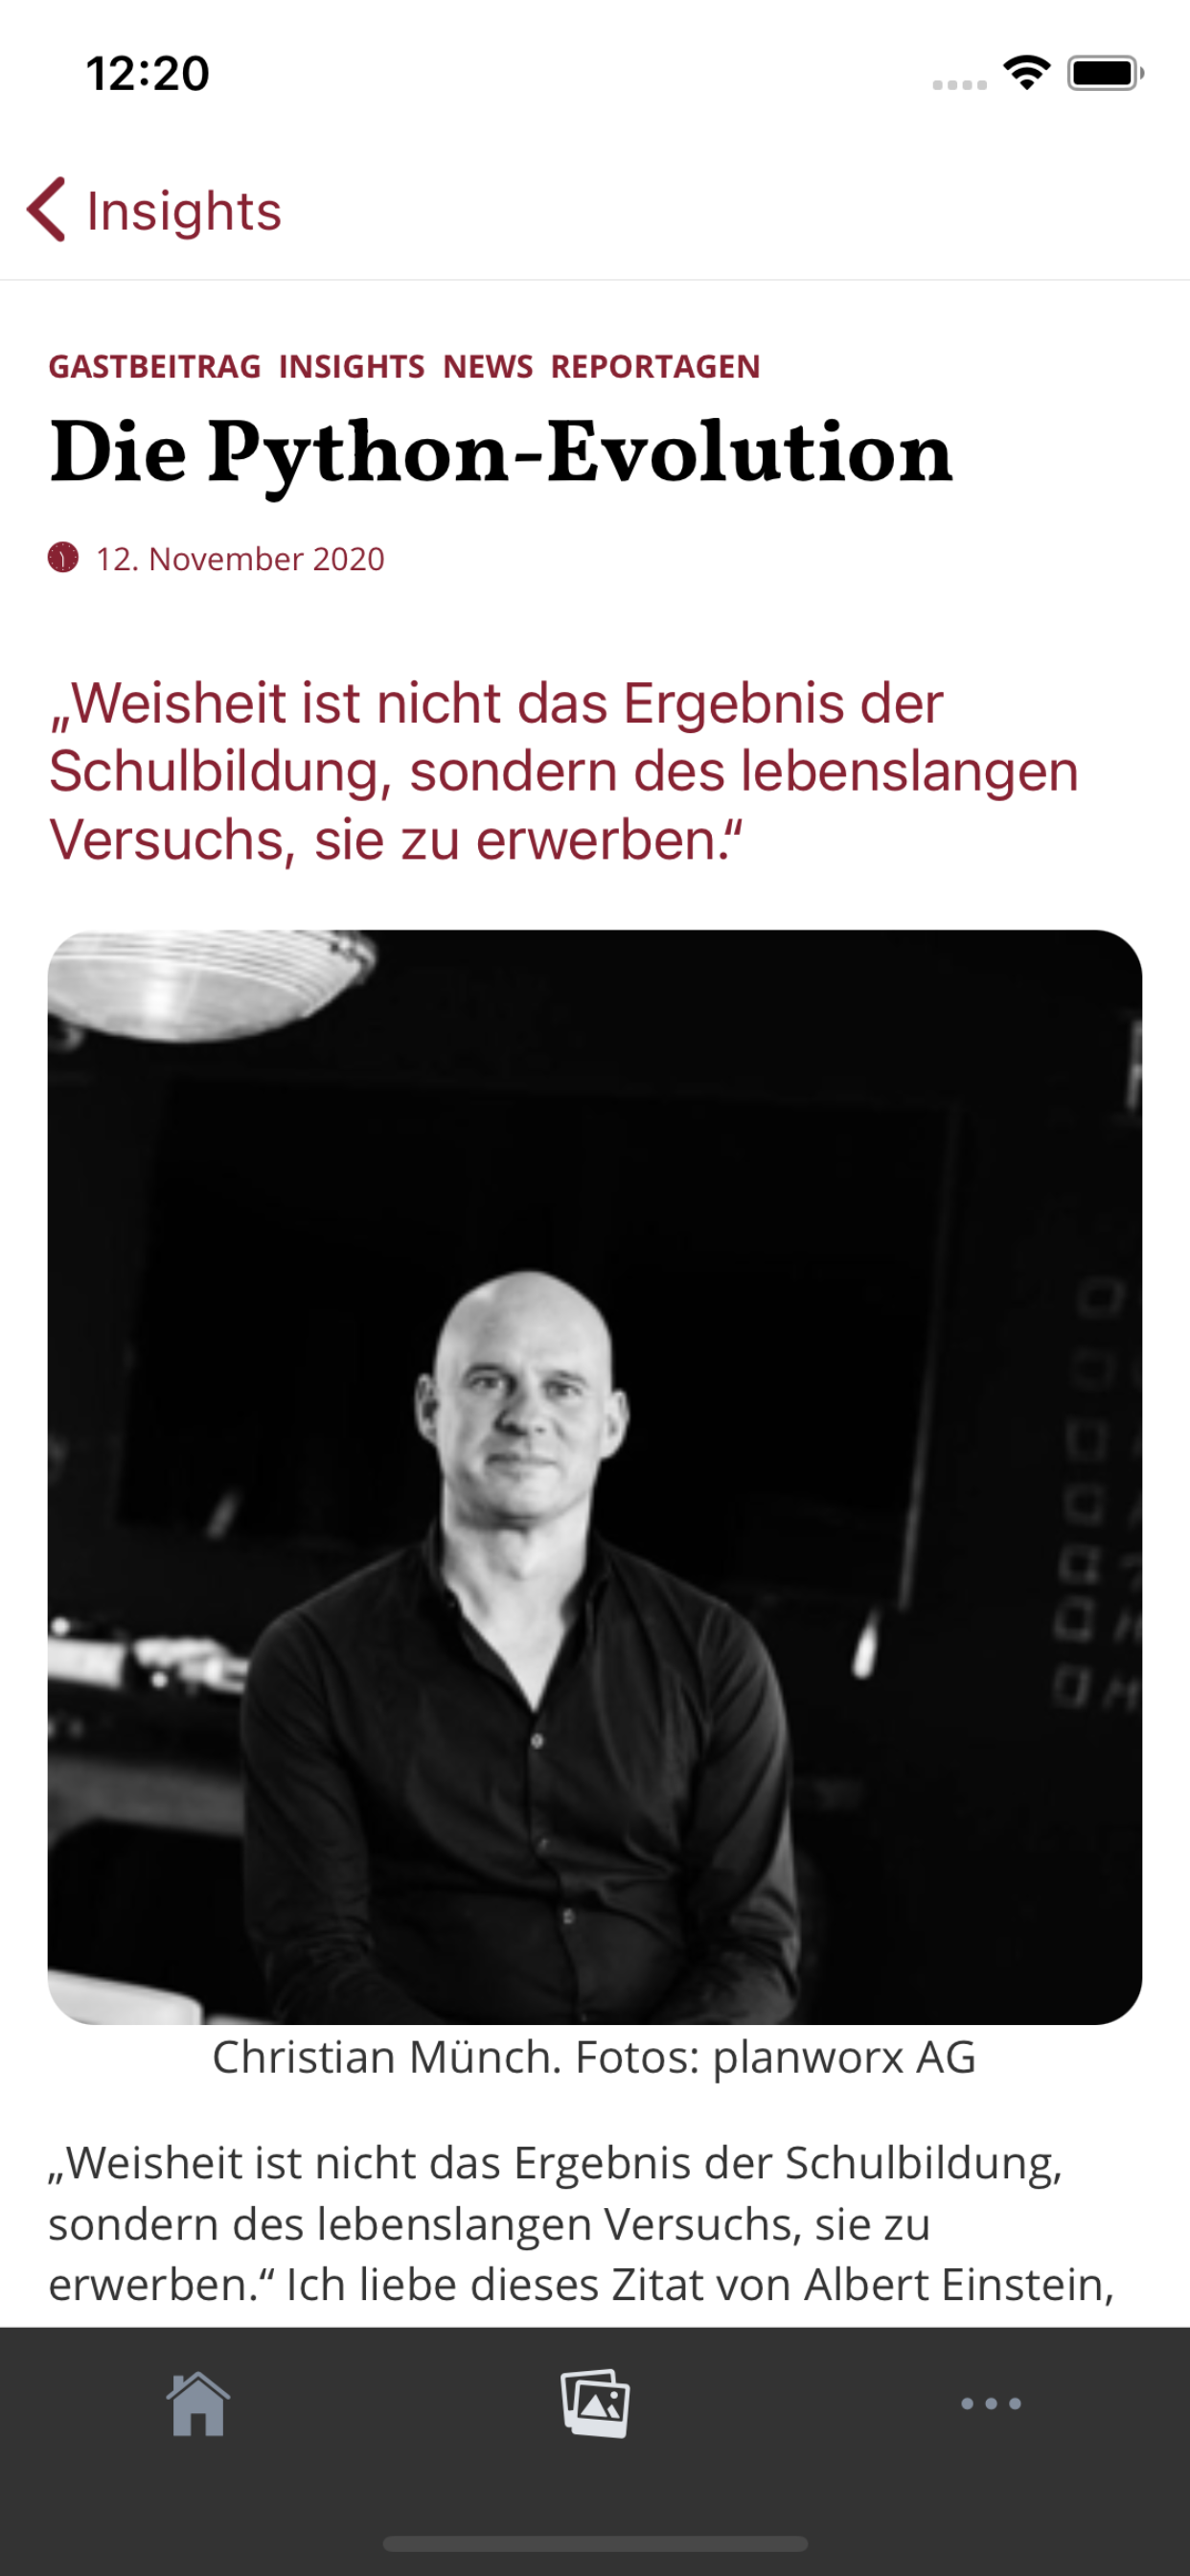 12:20
Insights
GASTBEITRAG INSIGHTS NEWS REPORTAGEN
Die Python-Evolution
12. November 2020
„Weisheit ist nicht das Ergebnis der
Schulbildung, sondern des lebenslangen
Versuchs, sie zu erwerben.“
Christian Münch. Fotos: planworx AG
„Weisheit ist nicht das Ergebnis der Schulbildung,
sondern des lebenslangen Versuchs, sie zu
erwerben.“ Ich liebe dieses Zitat von Albert Einstein,